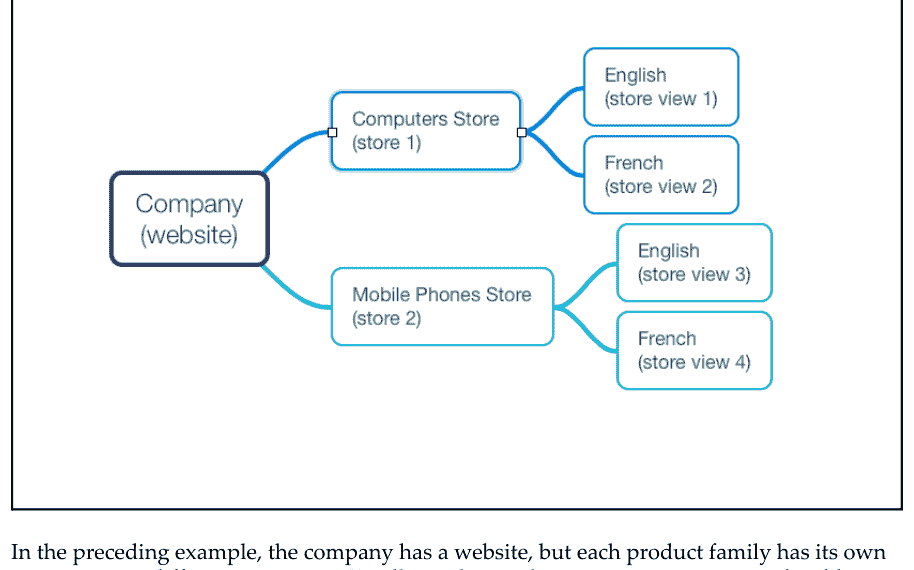 Company
(website)
Computers Store
(store 1)
English
(store view 1)
French
(store view 2)
Mobile Phones Store
(store 2)
English
(store view 3)
French
(store view 4)
In the preceding example, the company has a website, but each product family has its own